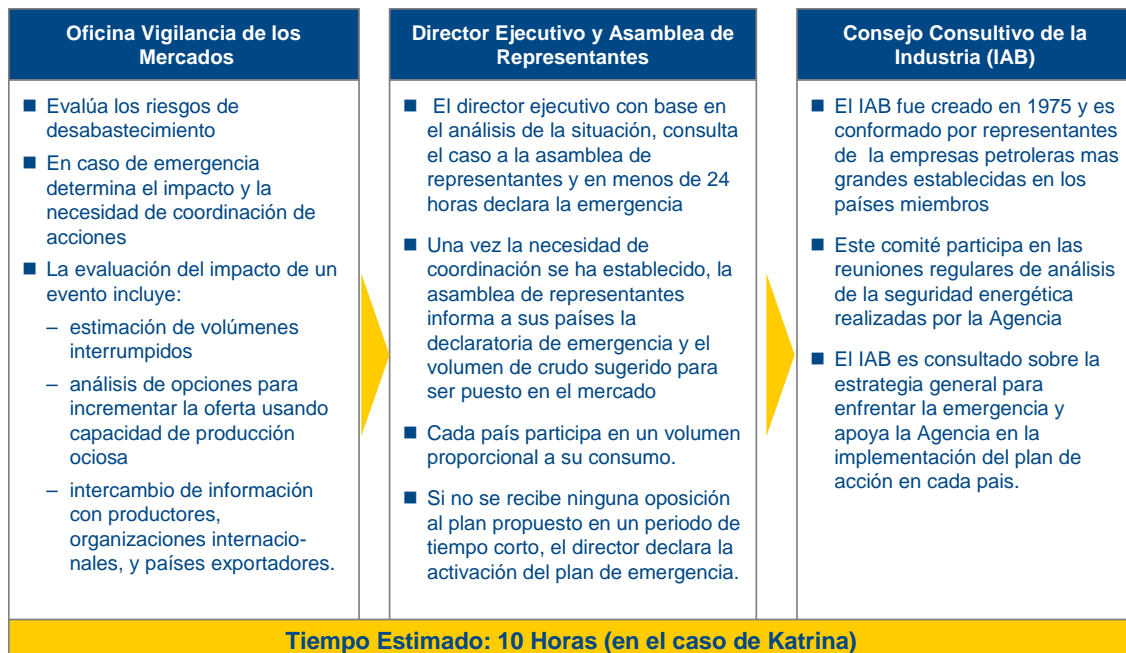 Oficina Vigilancia de los
Mercados
■ Evalúa los riesgos de
desabastecimiento
■ En caso de emergencia
determina el impacto y la
necesidad de coordinación de
acciones
■ La evaluación del impacto de un
evento incluye:
– estimación de volúmenes
interrumpidos
– análisis de opciones para
incrementar la oferta usando
capacidad de producción
ociosa
– intercambio de información
con productores,
organizaciones internacio-
nales, y países exportadores.
Director Ejecutivo y Asamblea de
Representantes
■ El director ejecutivo con base en
el análisis de la situación, consulta
el caso a la asamblea de
representantes y en menos de 24
horas declara la emergencia
■ Una vez la necesidad de
coordinación se ha establecido, la
asamblea de representantes
informa a sus países la
declaratoria de emergencia y el
volumen de crudo sugerido para
ser puesto en el mercado
■ Cada país participa en un volumen
proporcional a su consumo.
■ Si no se recibe ninguna oposición
al plan propuesto en un periodo de
tiempo corto, el director declara la
activación del plan de emergencia.
Consejo Consultivo de la
Industria (IAB)
■ El IAB fue creado en 1975 y es
conformado por representantes
de la empresas petroleras mas
grandes establecidas en los
países miembros
■ Este comité participa en las
reuniones regulares de análisis
de la seguridad energética
realizadas por la Agencia
■ El IAB es consultado sobre la
estrategia general para
enfrentar la emergencia y
apoya la Agencia en la
implementación del plan de
acción en cada pais.
Tiempo Estimado: 10 Horas (en el caso de Katrina)